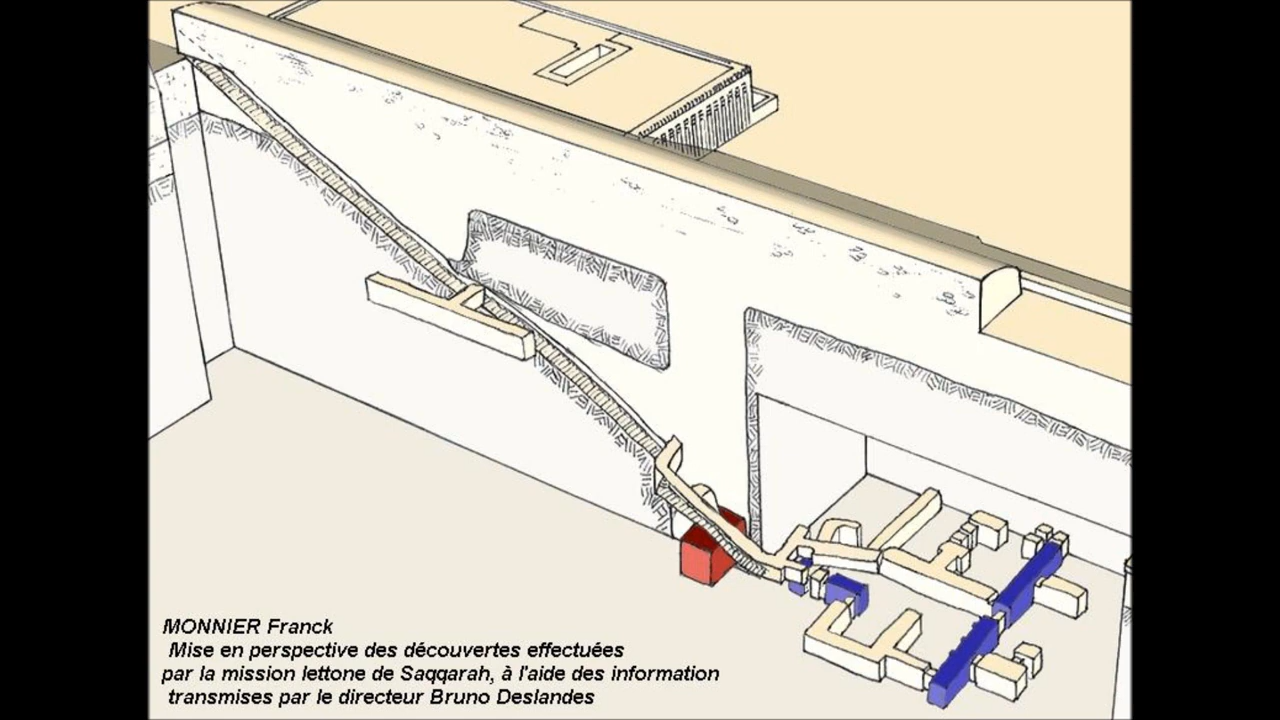 MONNIER Franck
Mise en perspective des découvertes effectuées
par la mission lettone de Saqqarah, à l'aide des information
transmises par le directeur Bruno Deslandes